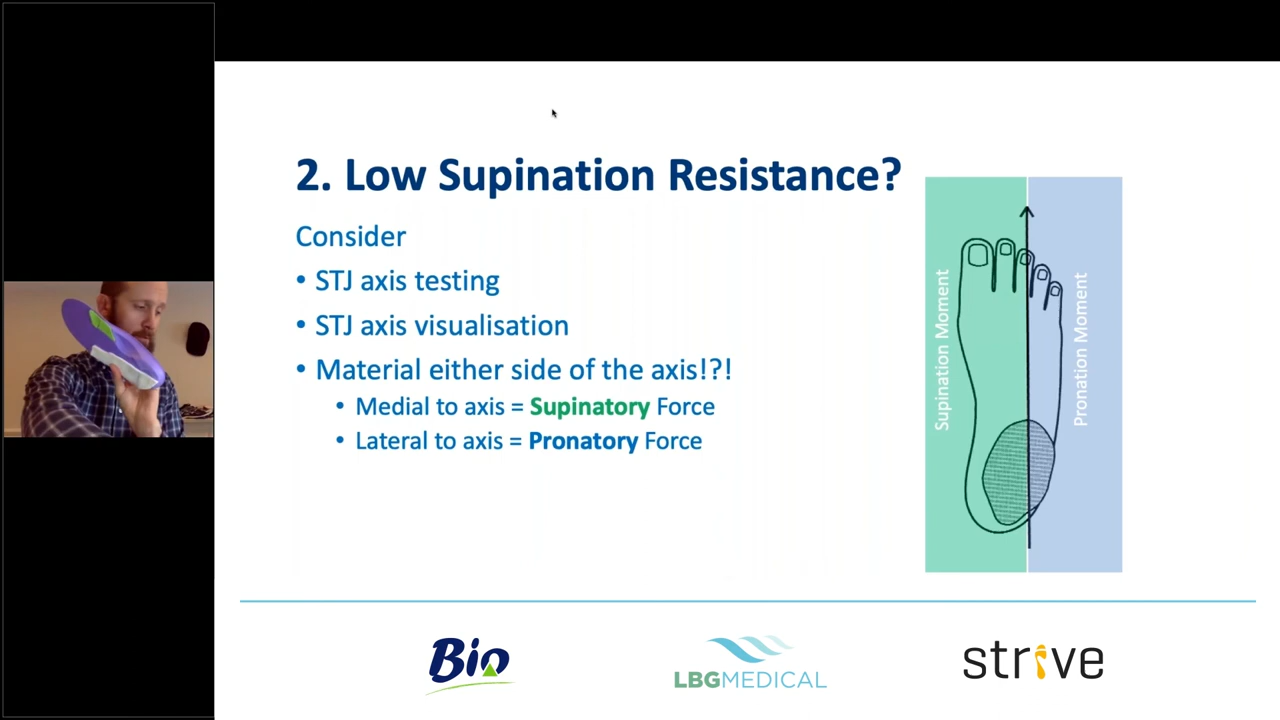 2. Low Supination Resistance?
Consider
• STJ axis testing
• STJ axis visualisation
• Material either side of the axis!?!
• Medial to axis = Supinatory Force
• Lateral to axis = Pronatory Force
Supination Moment
Pronation Moment
Bio
LBGMEDICAL
strive